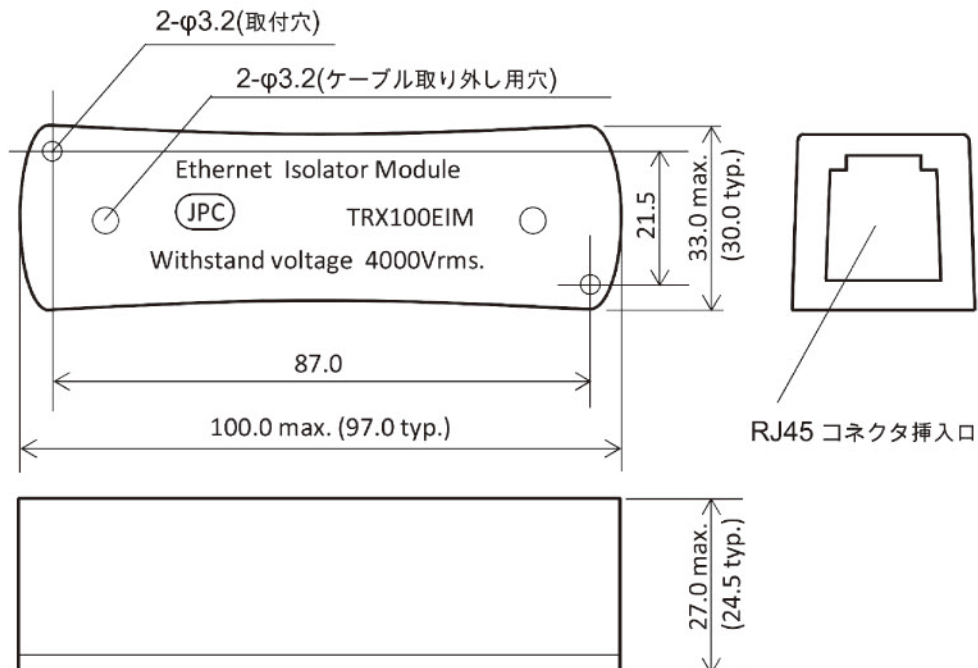 2-φ3.2(取付穴)
2-φ3.2(ケーブル取り外し用穴)
Ethernet Isolator Module
JPC
TRX100EIM
Withstand voltage 4000Vrms.
21.5
33.0 max.
(30.0 typ.)
87.0
100.0 max. (97.0 typ.)
RJ45 コネクタ挿入口
27.0 max.
(24.5 typ.)